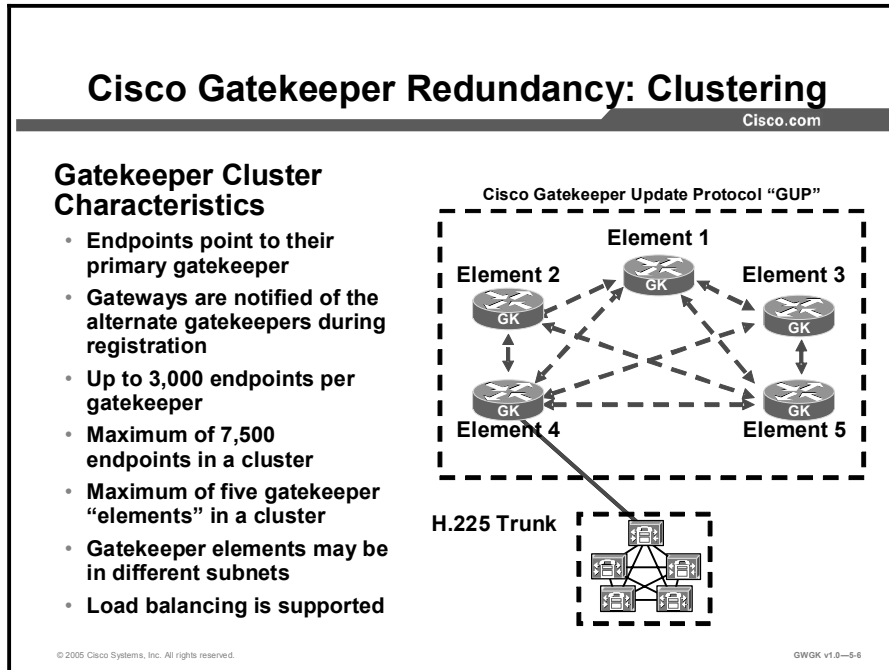 Cisco Gatekeeper Redundancy: Clustering
Cisco.com
Gatekeeper Cluster
Characteristics
• Endpoints point to their
primary gatekeeper
• Gateways are notified of the
alternate gatekeepers during
registration
• Up to 3,000 endpoints per
gatekeeper
• Maximum of 7,500
endpoints in a cluster
• Maximum of five gatekeeper
“elements” in a cluster
• Gatekeeper elements may be
in different subnets
• Load balancing is supported
Cisco Gatekeeper Update Protocol “GUP”
Element 1
GK
Element 2
GK
Element 3
GK
GK
Element 4
GK
Element 5
H.225 Trunk
© 2005 Cisco Systems, Inc. All rights reserved.
GWGK v1.0—5-6